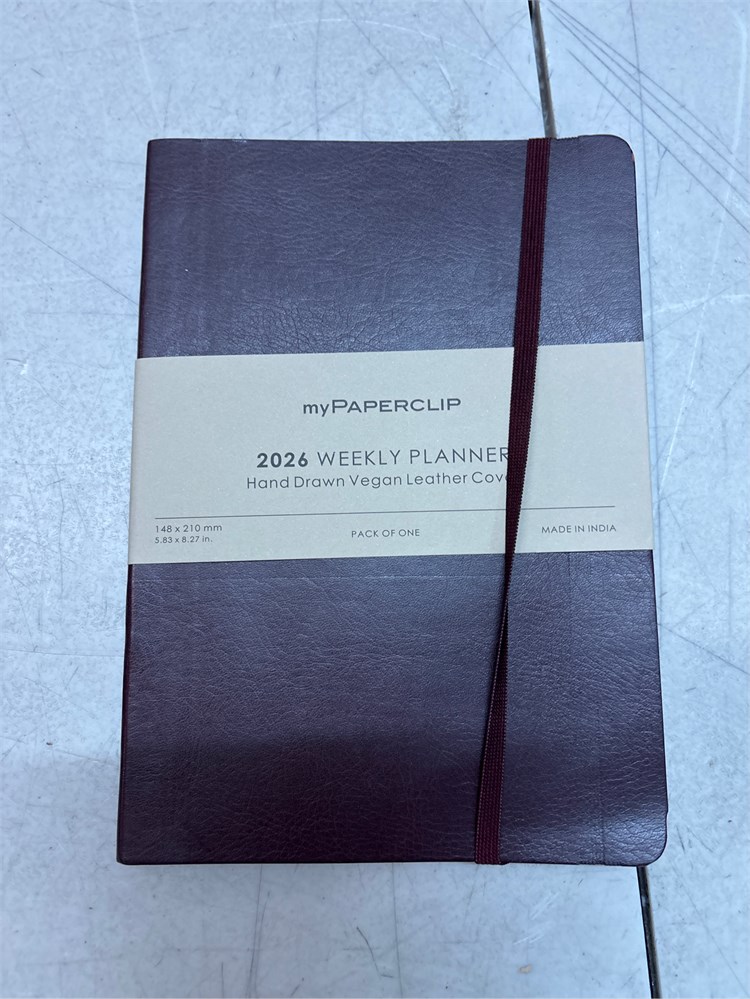 myPAPERCLIP
2026 WEEKLY PLANNER
Hand Drawn Vegan Leather Cov
148 x 210 mm
5.83 x 8.27 in.
PACK OF ONE
MADE IN INDIA